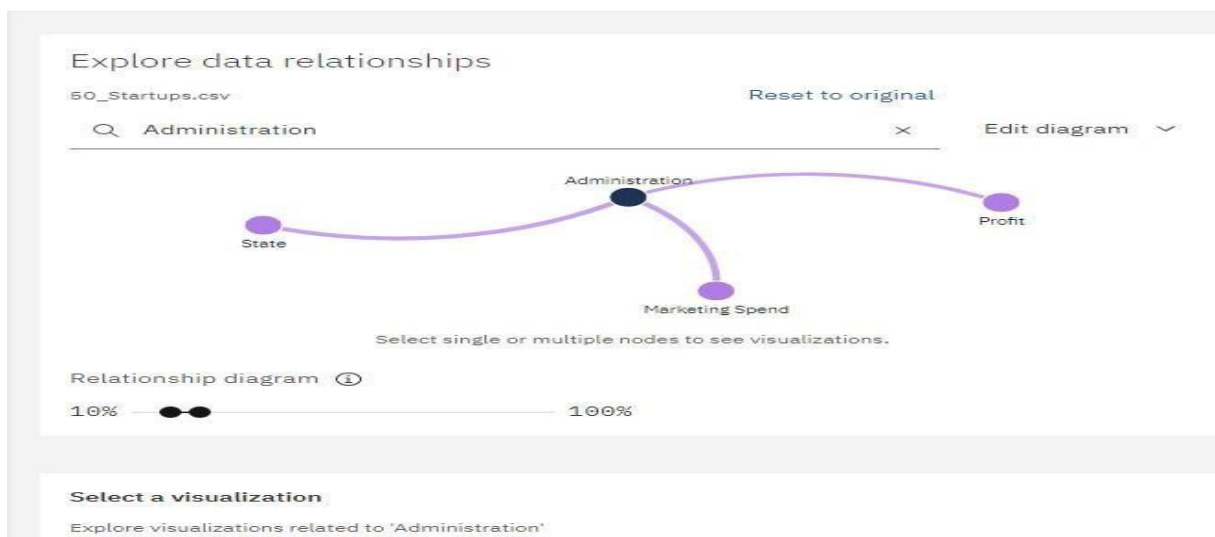 Explore data relationships
50_Startups.csv
Reset to original
Administration
Edit diagram
Administration
Profit
State
Marketing Spend
Select single or multiple nodes to see visualizations.
Relationship diagram
10%
100%
Select a visualization
Explore visualizations related to 'Administration'